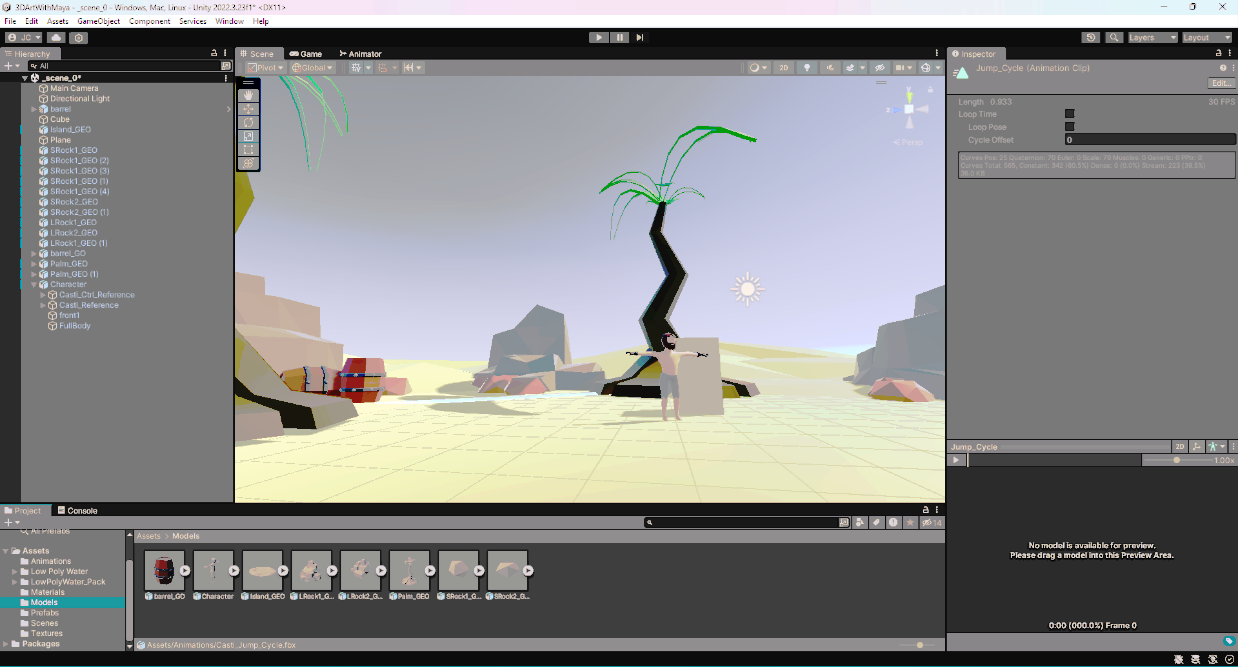 3DArtWithMaya - _scene_0 - Windows, Mac, Linux - Unity 2022.3.23f1* <DX11>
File Edit Assets GameObject Component Services Window Help
JC Layers Layout
Hierarchy
All
_scene_0*
Main Camera
Directional Light
barrel
Cube
Island_GEO
Plane
SRock1_GEO
SRock1_GEO (2)
SRock1_GEO (3)
SRock1_GEO (1)
SRock1_GEO (4)
SRock2_GEO
SRock2_GEO (1)
LRock1_GEO
LRock2_GEO
LRock1_GEO (1)
barrel_GO
Palm_GEO
Palm_GEO (1)
Character
Casti_Ctrl_Reference
Casti_Reference
front1
FullBody
Scene Game Animator
Pivot Global 2D
Persp
Inspector
Jump_Cycle (Animation Clip)
Edit...
Length 0.933 30 FPS
Loop Time
Loop Pose
Cycle Offset 0
Jump_Cycle 2D
1.00x
No model is available for preview.
Please drag a model into this Preview Area.
0:00 (000.0%) Frame 0
Project Console
14
All Prefabs
Assets
Animations
Low Poly Water
LowPolyWater_Pack
Materials
Models
Prefabs
Scenes
Textures
Packages
Assets > Models
barrel_GO Character Island_GEO LRock1_G... LRock2_G... Palm_GEO SRock1_G... SRock2_G...
Assets/Animations/Casti_Jump_Cycle.fbx